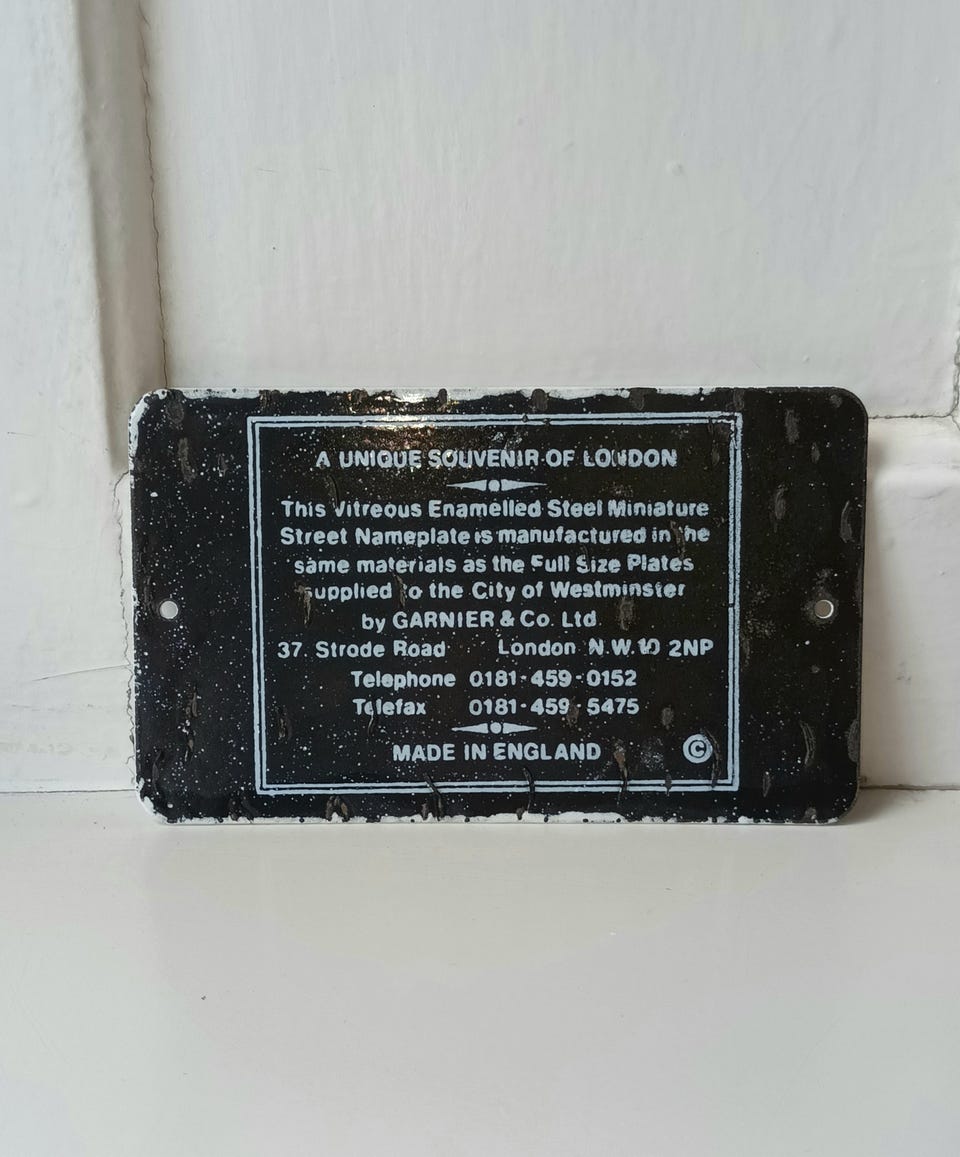 A UNIQUE SOUVENIR OF LONDON
This Vitreous Enamelled Steel Miniature
Street Nameplate is manufactured in the
same materials as the Full Size Plates
supplied to the City of Westminster
by GARNIER & Co. Ltd.
37 Strode Road London N.W.10 2NP
Telephone 0181-459-0152
Telefax 0181-459-5475
MADE IN ENGLAND ©